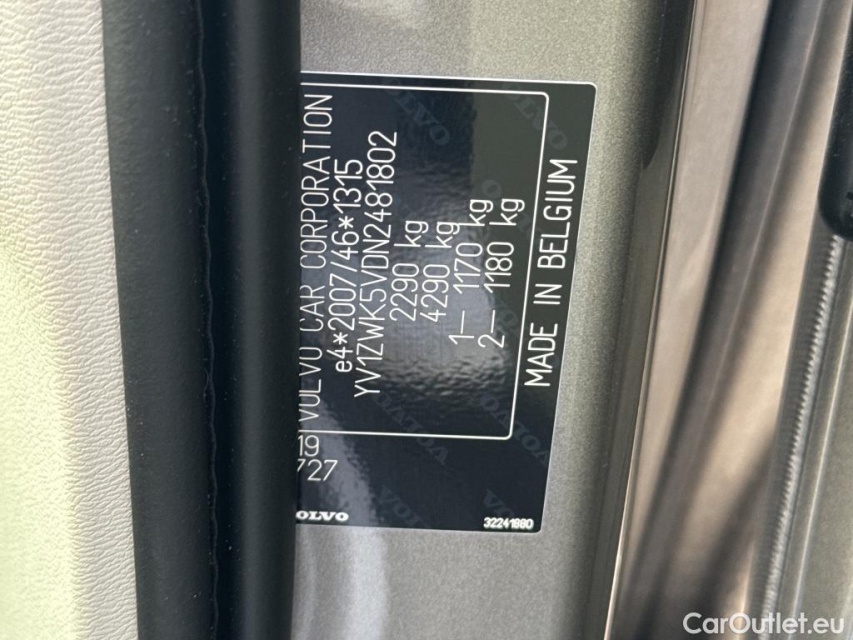 VOLVO CAR CORPORATION
e4*2007/46*1315
YV1ZWK5VDN2481802
2290 kg
4290 kg
1— 1170 kg
2— 1180 kg
MADE IN BELGIUM
19
727
OLVO
32241880
CarOutlet.eu